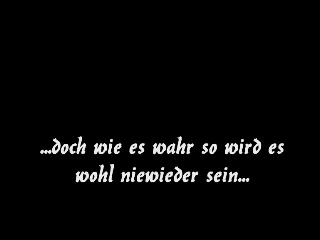 ...doch wie es wahr so wird es
wohl niewieder sein...